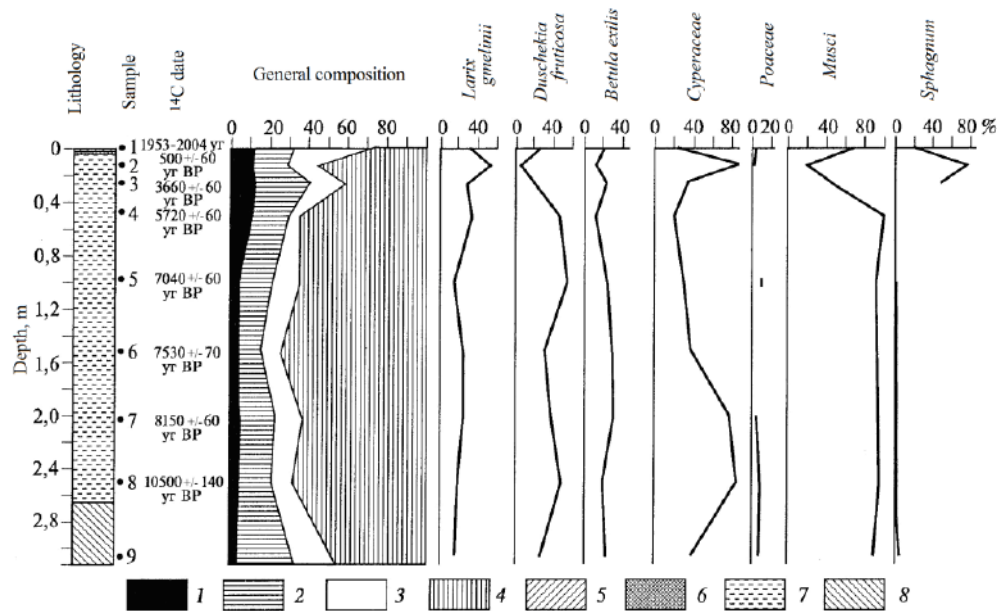 Lithology
Sample
14C date
General composition
Larix
gmelinii
Duschekia
fruticosa
Betula exilis
Cyperaceae
Poaceae
Musci
Sphagnum
0 20 40 60 80
0 40
0 40
0 40
0 40 80
0 20
0 40 80
0 40 80 %
0
0,4
0,8
1,2
1,6
2,0
2,4
2,8
Depth, m
1 1953-2004 yr
2 500+/-60
yr BP
3 3660+/-60
yr BP
4 5720+/-60
yr BP
5 7040+/-60
yr BP
6 7530+/-70
yr BP
7 8150+/-60
yr BP
8 10500+/-140
yr BP
9
1 2 3 4 5 6 7 8